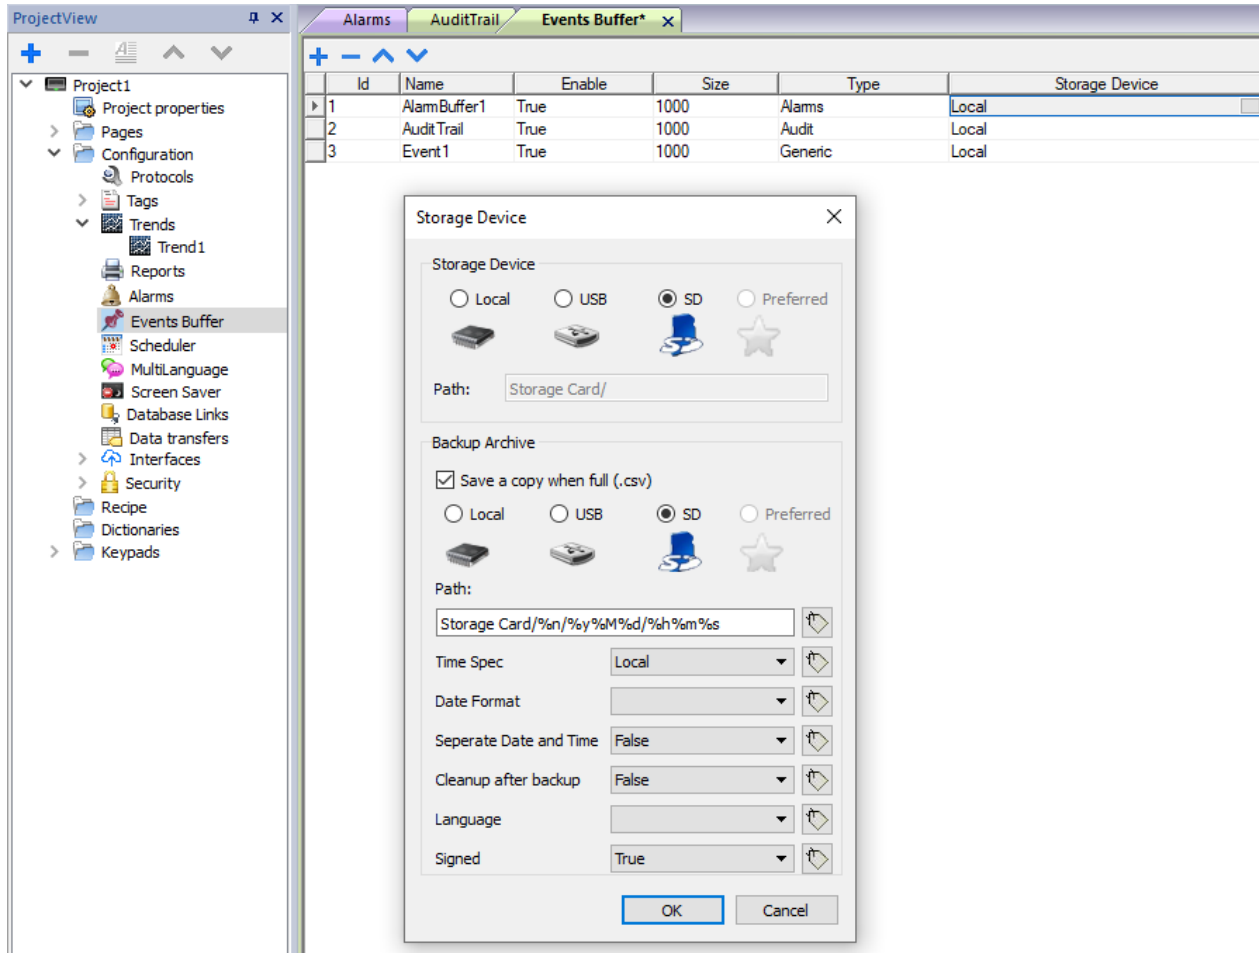 ProjectView
Project1
Project properties
Pages
Configuration
Protocols
Tags
Trends
Trend1
Reports
Alarms
Events Buffer
Scheduler
MultiLanguage
Screen Saver
Database Links
Data transfers
Interfaces
Security
Recipe
Dictionaries
Keypads
Alarms AuditTrail Events Buffer*
Id Name Enable Size Type Storage Device
1 AlarmBuffer1 True 1000 Alarms Local
2 AuditTrail True 1000 Audit Local
3 Event1 True 1000 Generic Local
Storage Device
Storage Device
Local USB SD Preferred
Path: Storage Card/
Backup Archive
Save a copy when full (.csv)
Local USB SD Preferred
Path:
Storage Card/%n/%y%M%d/%h%m%s
Time Spec Local
Date Format
Seperate Date and Time False
Cleanup after backup False
Language
Signed True
OK Cancel